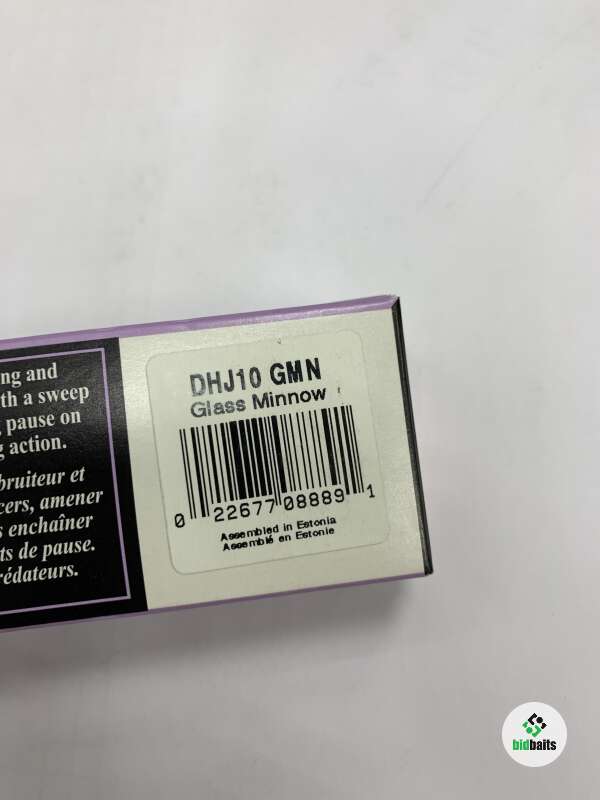 ng and
th a sweep
, pause on
g action.
bruiteur et
cers, amener
s enchaîner
ts de pause.
rédateurs.
DHJ10 GMN
Glass Minnow
0 22677 08889 1
Assembled in Estonia
Assemblé en Estonie
bidbaits